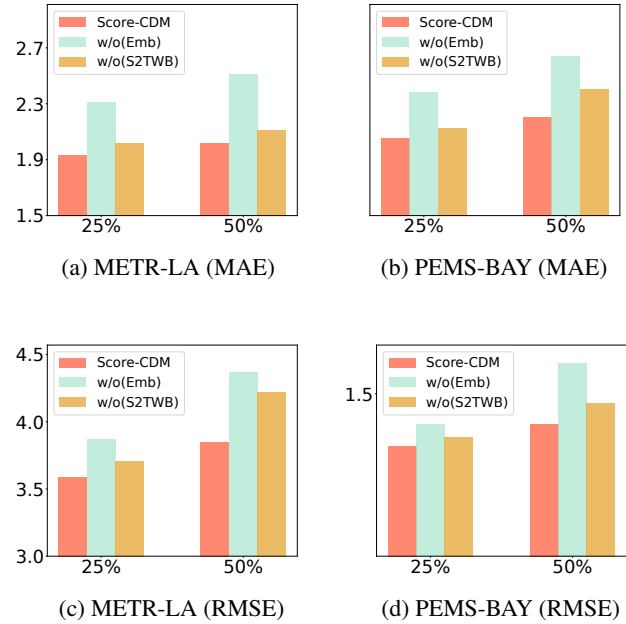 2.7
2.3
1.9
1.5
Score-CDM
w/o(Emb)
w/o(S2TWB)
25%
50%
(a) METR-LA (MAE)
Score-CDM
w/o(Emb)
w/o(S2TWB)
25%
50%
(b) PEMS-BAY (MAE)
4.5
4.0
3.5
3.0
Score-CDM
w/o(Emb)
w/o(S2TWB)
25%
50%
(c) METR-LA (RMSE)
1.5
Score-CDM
w/o(Emb)
w/o(S2TWB)
25%
50%
(d) PEMS-BAY (RMSE)